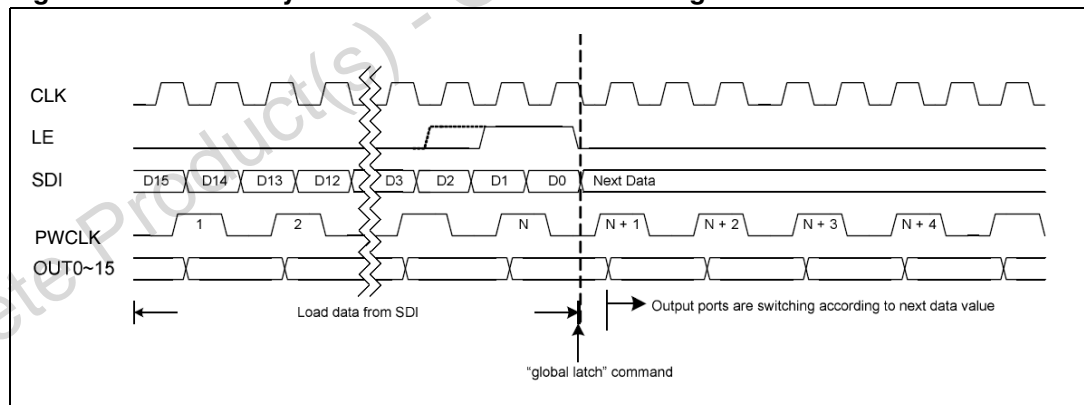 CLK
LE
SDI
D15 D14 D13 D12 D3 D2 D1 D0 Next Data
PWCLK
1 2 N N + 1 N + 2 N + 3 N + 4
OUT0~15
Load data from SDI
Output ports are switching according to next data value
"global latch" command
ete Product(s) -